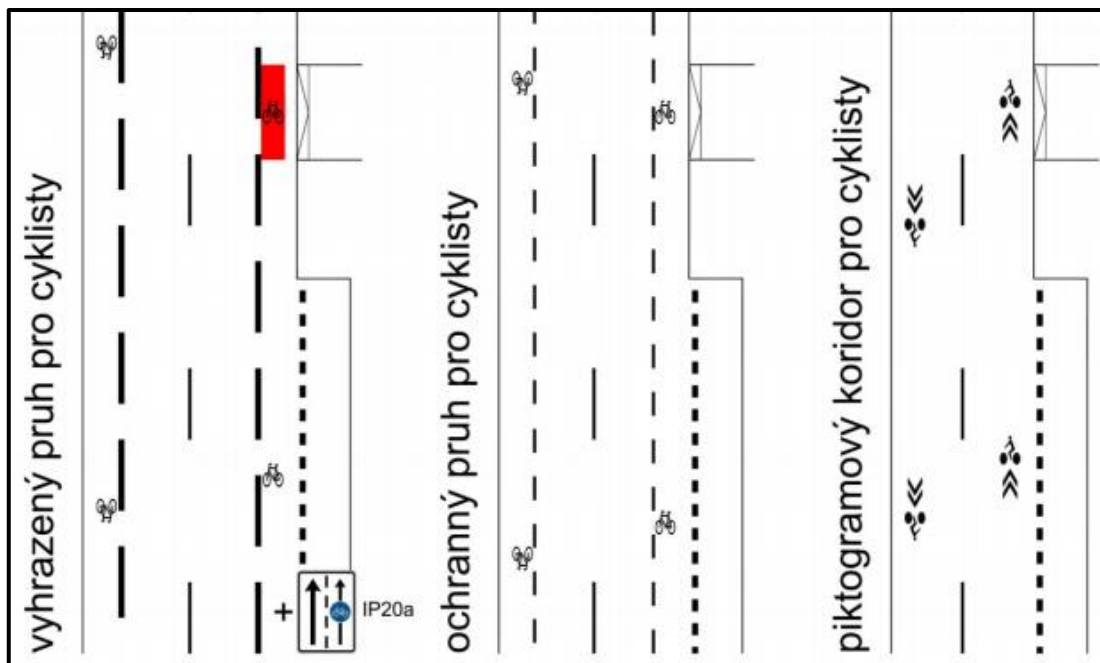 vyhrazený pruh pro cyklisty
+ IP20a
ochranný pruh pro cyklisty
piktogramový koridor pro cyklisty